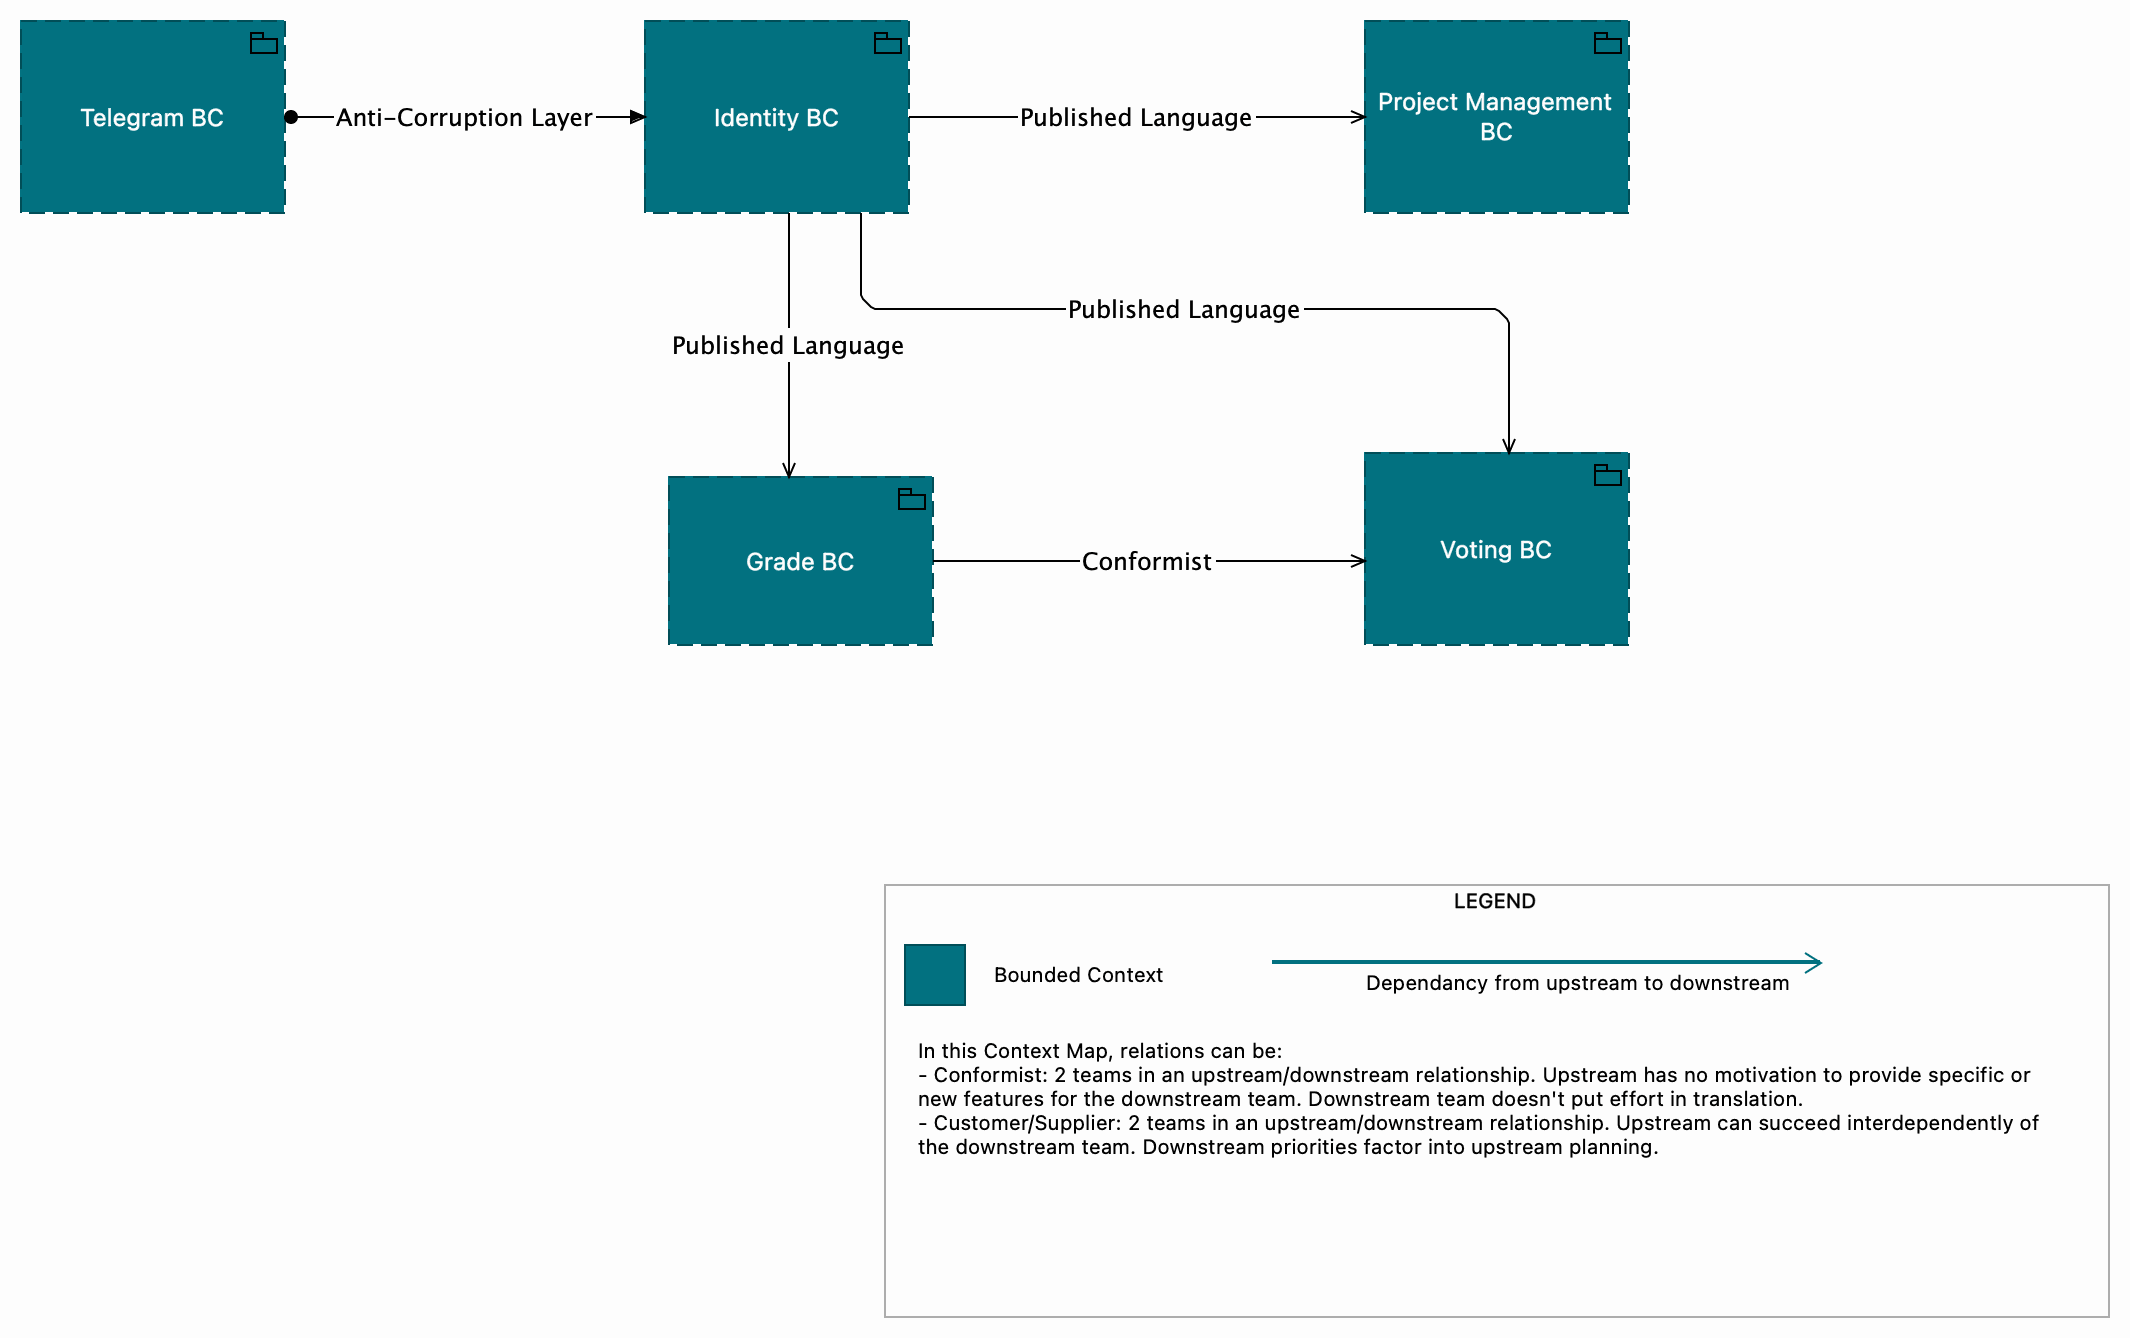 Telegram BC
Anti-Corruption Layer
Identity BC
Published Language
Project Management
BC
Published Language
Published Language
Grade BC
Conformist
Voting BC
LEGEND
Bounded Context
Dependancy from upstream to downstream
In this Context Map, relations can be:
- Conformist: 2 teams in an upstream/downstream relationship. Upstream has no motivation to provide specific or
new features for the downstream team. Downstream team doesn't put effort in translation.
- Customer/Supplier: 2 teams in an upstream/downstream relationship. Upstream can succeed interdependently of
the downstream team. Downstream priorities factor into upstream planning.